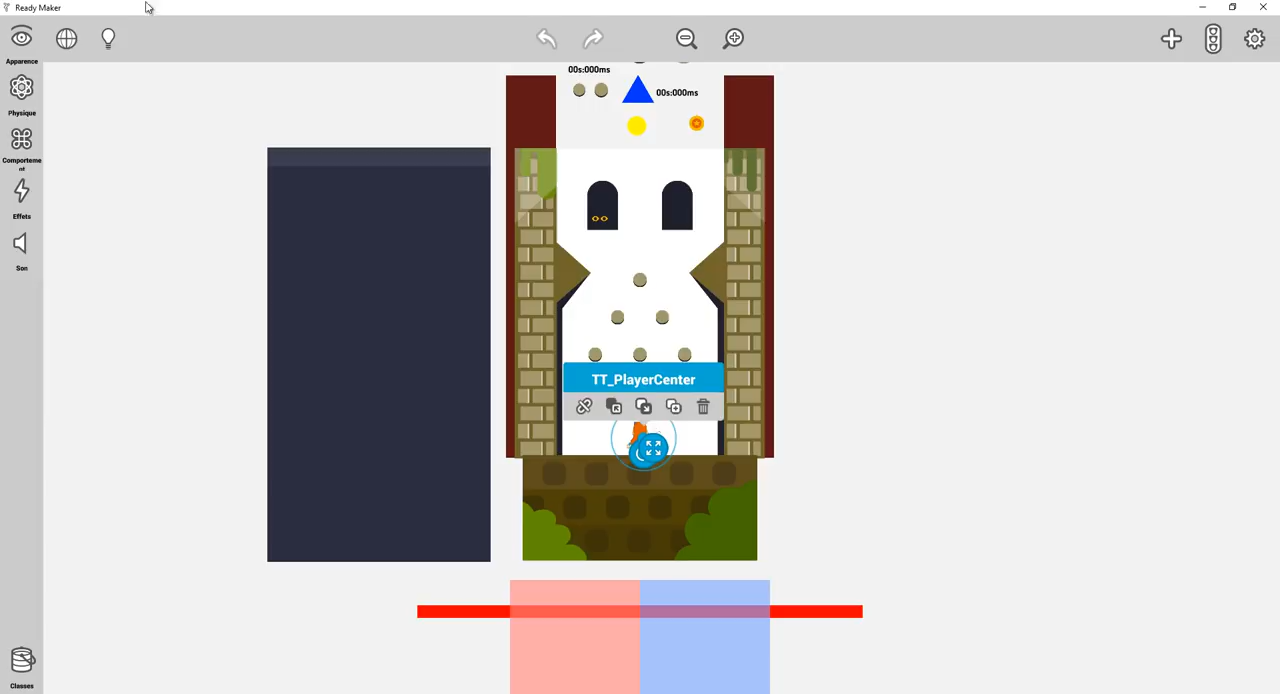 Ready Maker
Apparence
Physique
Comporteme
nt
Effets
Son
Classes
00s:000ms
00s:000ms
TT_PlayerCenter